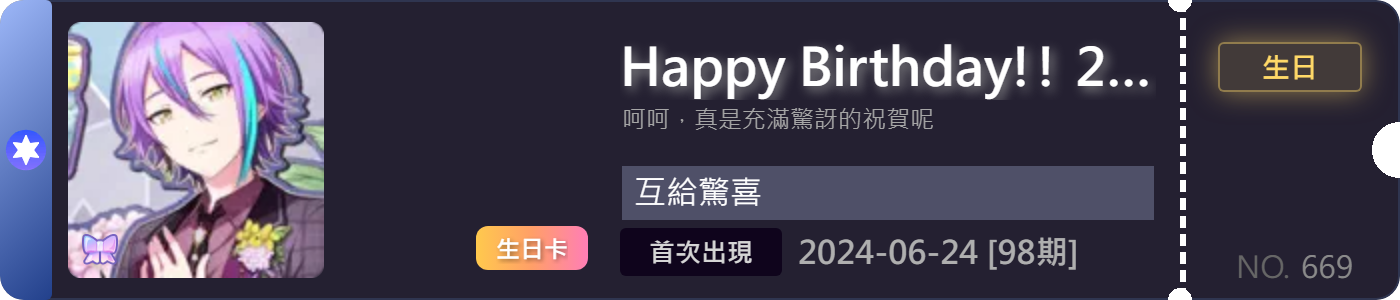 Happy Birthday!! 2...
呵呵，真是充滿驚訝的祝賀呢
互給驚喜
生日卡
首次出現
2024-06-24 [98期]
生日
NO. 669